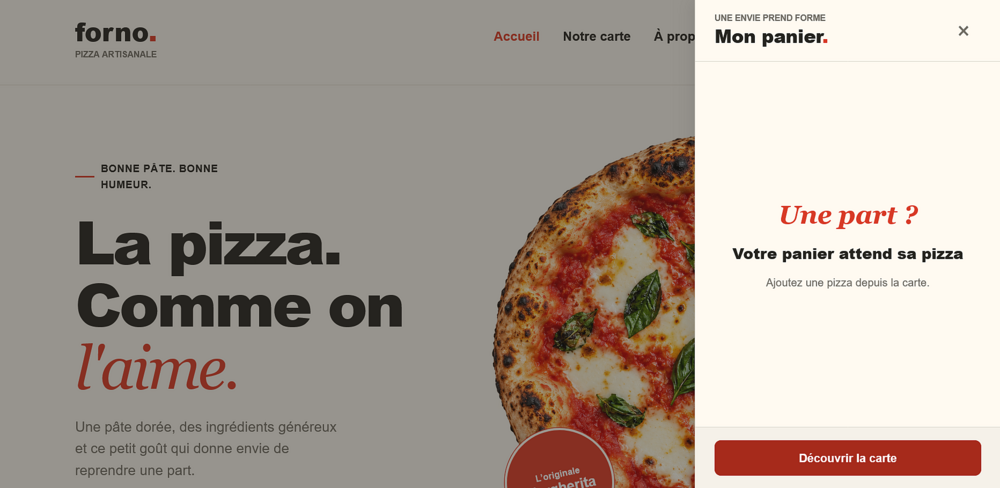 forno.
PIZZA ARTISANALE
Accueil
Notre carte
UNE ENVIE PREND FORME
Mon panier.
×
BONNE PÂTE. BONNE
HUMEUR.
La pizza.
Comme on
l'aime.
Une pâte dorée, des ingrédients généreux
et ce petit goût qui donne envie de
reprendre une part.
L'originale
Une part ?
Votre panier attend sa pizza
Ajoutez une pizza depuis la carte.
Découvrir la carte